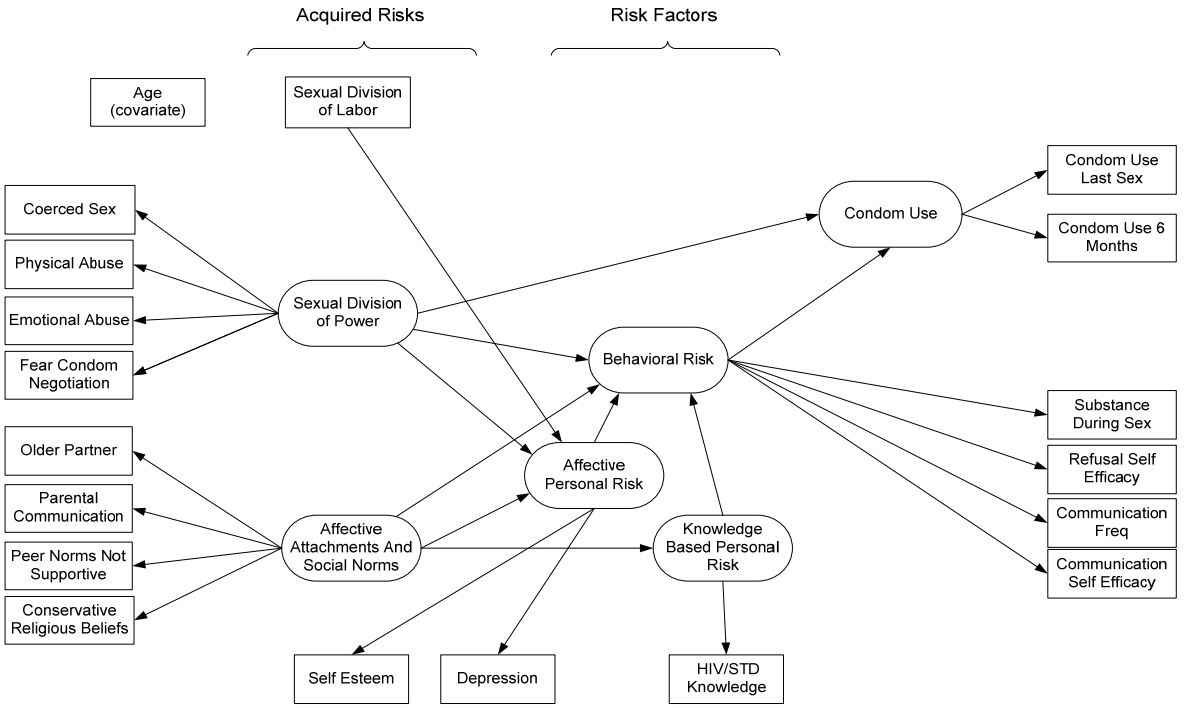 Acquired Risks
Risk Factors
Age
(covariate)
Sexual Division
of Labor
Coerced Sex
Physical Abuse
Emotional Abuse
Fear Condom
Negotiation
Sexual Division
of Power
Condom Use
Condom Use
Last Sex
Condom Use 6
Months
Behavioral Risk
Older Partner
Parental
Communication
Peer Norms Not
Supportive
Conservative
Religious Beliefs
Affective
Attachments And
Social Norms
Affective
Personal Risk
Knowledge
Based Personal
Risk
Substance
During Sex
Refusal Self
Efficacy
Communication
Freq
Communication
Self Efficacy
Self Esteem
Depression
HIV/STD
Knowledge